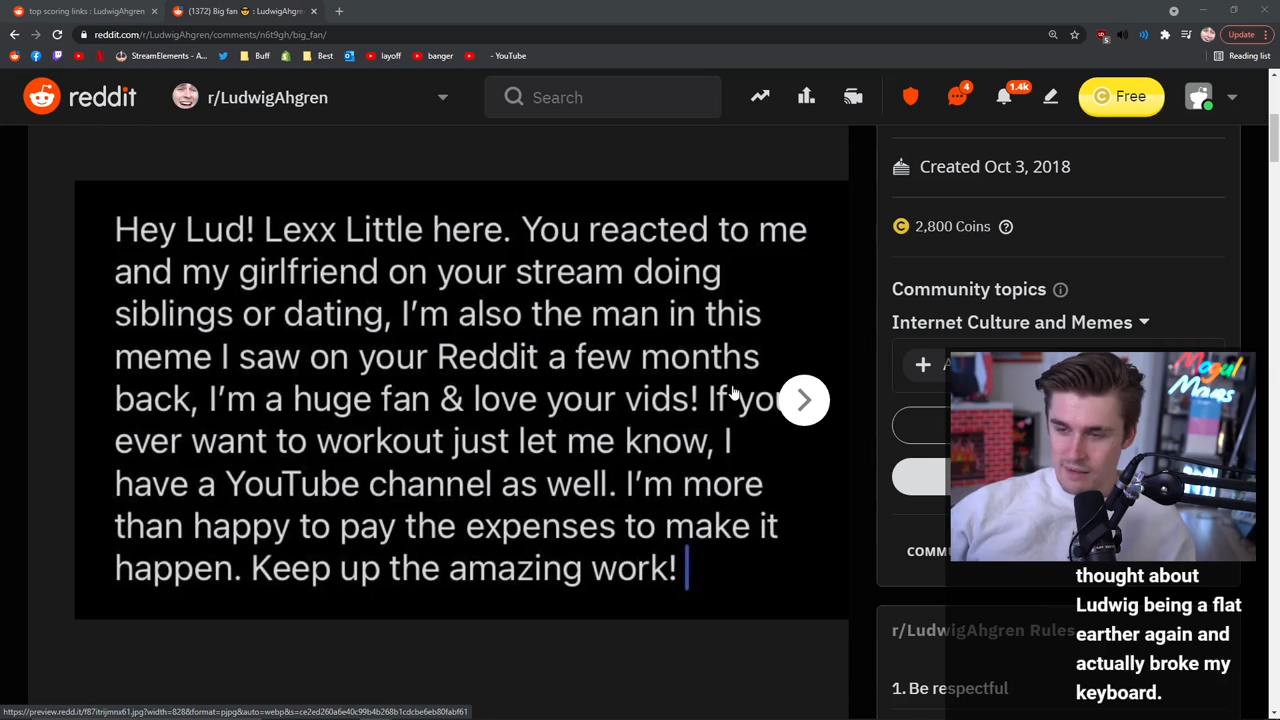 top scoring links : LudwigAhgren
(1372) Big fan 😎 : LudwigAhgren
reddit.com/r/LudwigAhgren/comments/n6t9gh/big_fan/
Update
StreamElements - A...
Buff
Best
layoff
banger
- YouTube
Reading list
reddit
r/LudwigAhgren
Search
4
1.4k
Free
Created Oct 3, 2018
2,800 Coins
Community topics
Internet Culture and Memes
Hey Lud! Lexx Little here. You reacted to me
and my girlfriend on your stream doing
siblings or dating, I'm also the man in this
meme I saw on your Reddit a few months
back, I'm a huge fan & love your vids! If you
ever want to workout just let me know, I
have a YouTube channel as well. I'm more
than happy to pay the expenses to make it
happen. Keep up the amazing work!
Mogul
Moves
COMMU
thought about
Ludwig being a flat
earther again and
actually broke my
keyboard.
r/LudwigAhgren Rules
1. Be respectful